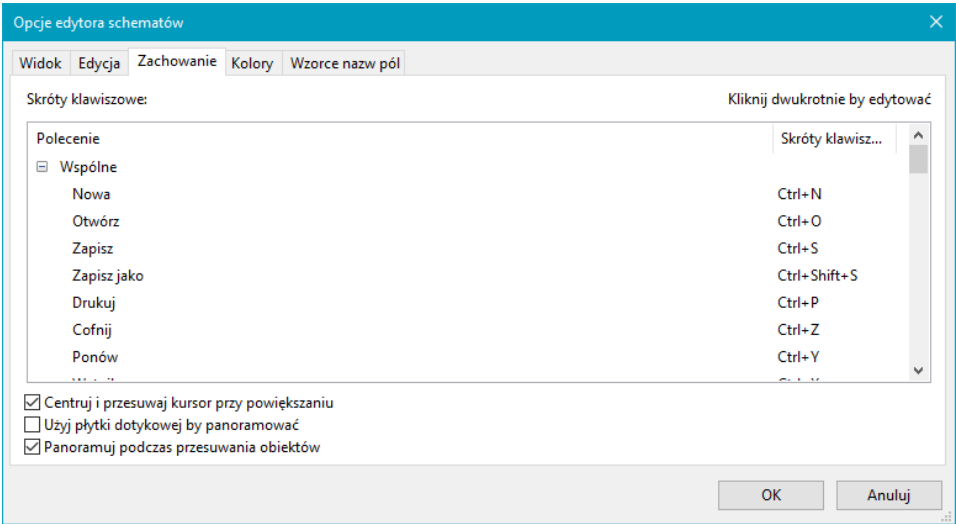 Opcje edytora schematów
Widok Edycja Zachowanie Kolory Wzorce nazw pól
Skróty klawiszowe: Kliknij dwukrotnie by edytować
Polecenie Skróty klawisz...
Wspólne
Nowa Ctrl+N
Otwórz Ctrl+O
Zapisz Ctrl+S
Zapisz jako Ctrl+Shift+S
Drukuj Ctrl+P
Cofnij Ctrl+Z
Ponów Ctrl+Y
Centruj i przesuwaj kursor przy powiększaniu
Użyj płytki dotykowej by panoramować
Panoramuj podczas przesuwania obiektów
OK Anuluj